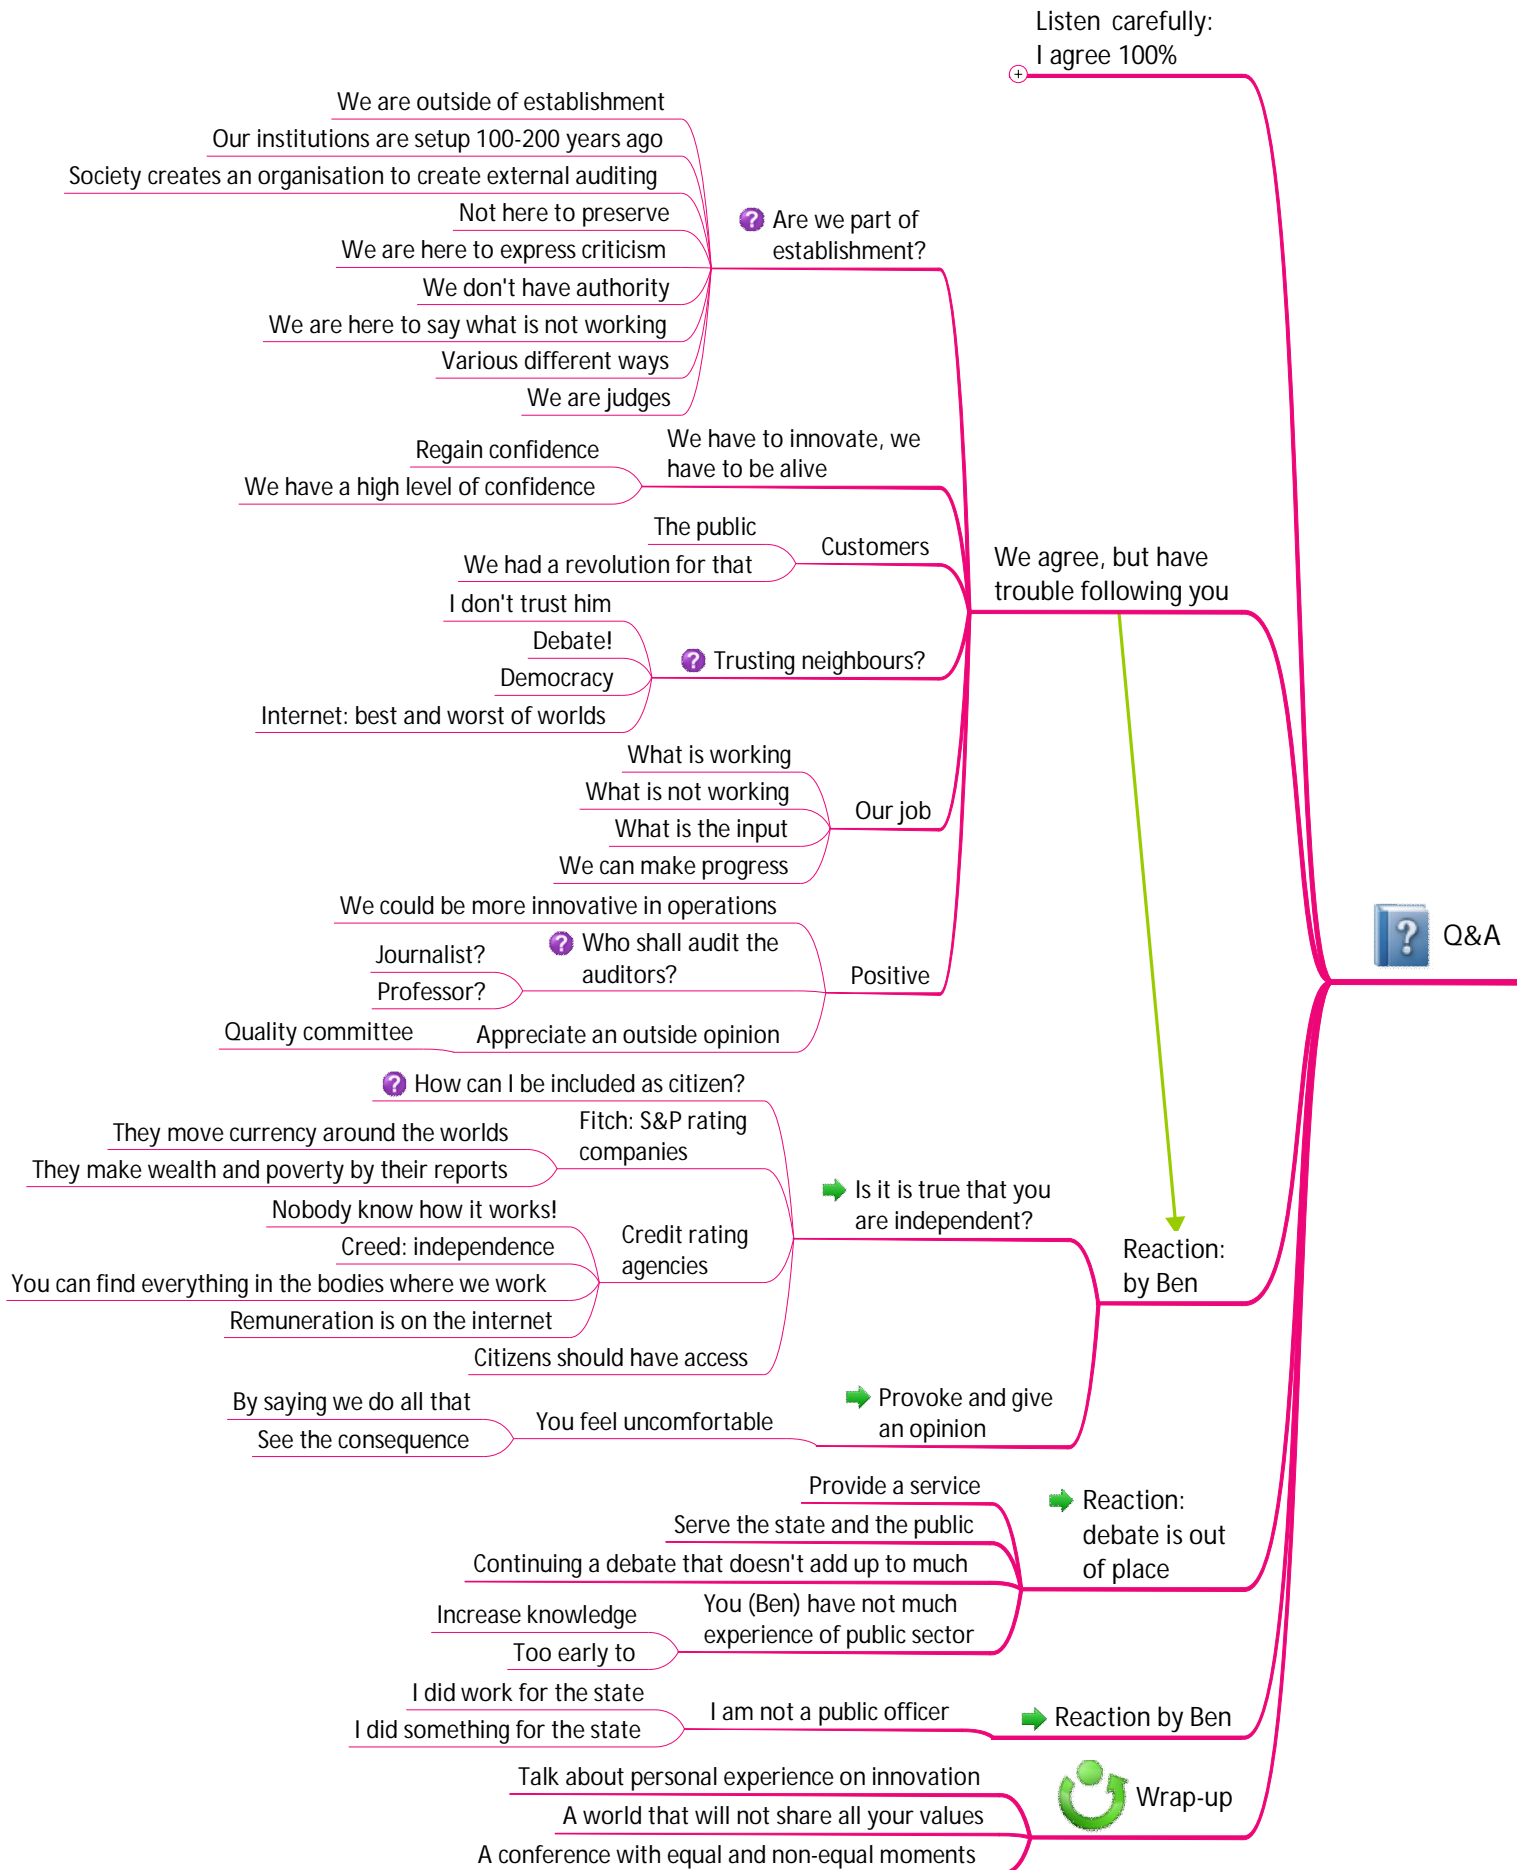 Listen carefully:
I agree 100%
+
We are outside of establishment
Our institutions are setup 100-200 years ago
Society creates an organisation to create external auditing
Not here to preserve
We are here to express criticism
We don't have authority
We are here to say what is not working
Various different ways
We are judges
? Are we part of
establishment?
Regain confidence
We have a high level of confidence
We have to innovate, we
have to be alive
The public
We had a revolution for that
Customers
I don't trust him
Debate!
Democracy
Internet: best and worst of worlds
? Trusting neighbours?
What is working
What is not working
What is the input
We can make progress
Our job
We could be more innovative in operations
Journalist?
Professor?
? Who shall audit the
auditors?
Quality committee
Appreciate an outside opinion
Positive
We agree, but have
trouble following you
? How can I be included as citizen?
They move currency around the worlds
They make wealth and poverty by their reports
Fitch: S&P rating
companies
Nobody know how it works!
Creed: independence
You can find everything in the bodies where we work
Remuneration is on the internet
Credit rating
agencies
Citizens should have access
Is it is true that you
are independent?
By saying we do all that
See the consequence
You feel uncomfortable
Provoke and give
an opinion
Reaction:
by Ben
Provide a service
Serve the state and the public
Continuing a debate that doesn't add up to much
Increase knowledge
Too early to
You (Ben) have not much
experience of public sector
Reaction:
debate is out
of place
I did work for the state
I did something for the state
I am not a public officer
Reaction by Ben
Talk about personal experience on innovation
A world that will not share all your values
A conference with equal and non-equal moments
Wrap-up
? Q&A